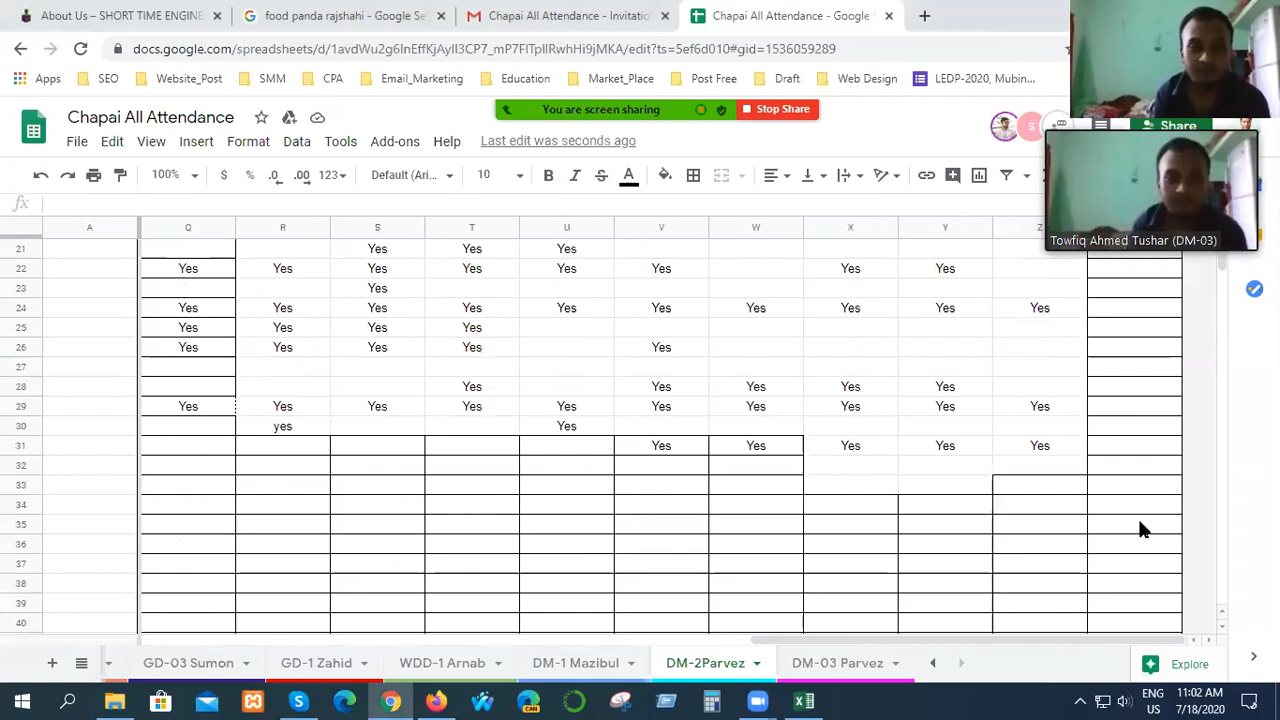 About Us - SHORT TIME ENGINE × food panda rajshahi - Google Se × Chapai All Attendance - Invitatio × Chapai All Attendance - Google S ×
docs.google.com/spreadsheets/d/1avdWu2g6InEffKjAylI3CP7_mP7FlTpllRwhHi9jMKA/edit?ts=5ef6d010#gid=1536059289
Apps SEO Website_Post SMM CPA Email_Marketing Education Market_Place Post Free Draft Web Design LEDP-2020, Mubin...
You are screen sharing Stop Share
Chapai All Attendance
Share
File Edit View Insert Format Data Tools Add-ons Help Last edit was seconds ago
100% $ % .0 .00 123 Default (Ari... 10 B I S A
Towfiq Ahmed Tushar (DM-03)
fx
A Q R S T U V W X Y Z
21 Yes Yes Yes
22 Yes Yes Yes Yes Yes Yes Yes Yes
23 Yes
24 Yes Yes Yes Yes Yes Yes Yes Yes Yes Yes
25 Yes Yes Yes Yes
26 Yes Yes Yes Yes Yes
27
28 Yes Yes Yes Yes Yes
29 Yes Yes Yes Yes Yes Yes Yes Yes Yes Yes
30 yes Yes
31 Yes Yes Yes Yes Yes
32
33
34
35
36
37
38
39
40
GD-03 Sumon GD-1 Zahid WDD-1 Arnab DM-1 Mazibul DM-2Parvez DM-03 Parvez Explore
ENG 11:02 AM
US 7/18/2020